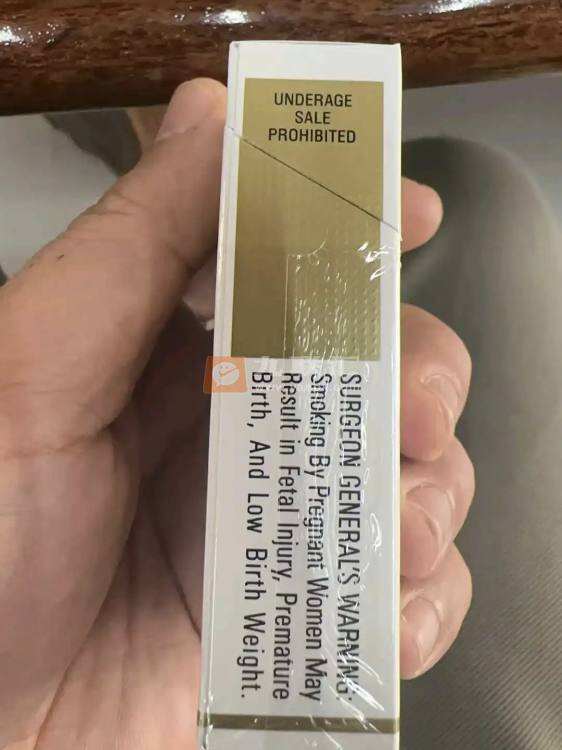 UNDERAGE
SALE
PROHIBITED
SURGEON GENERAL'S WARNING:
Smoking By Pregnant Women May
Result in Fetal Injury, Premature
Birth, And Low Birth Weight.